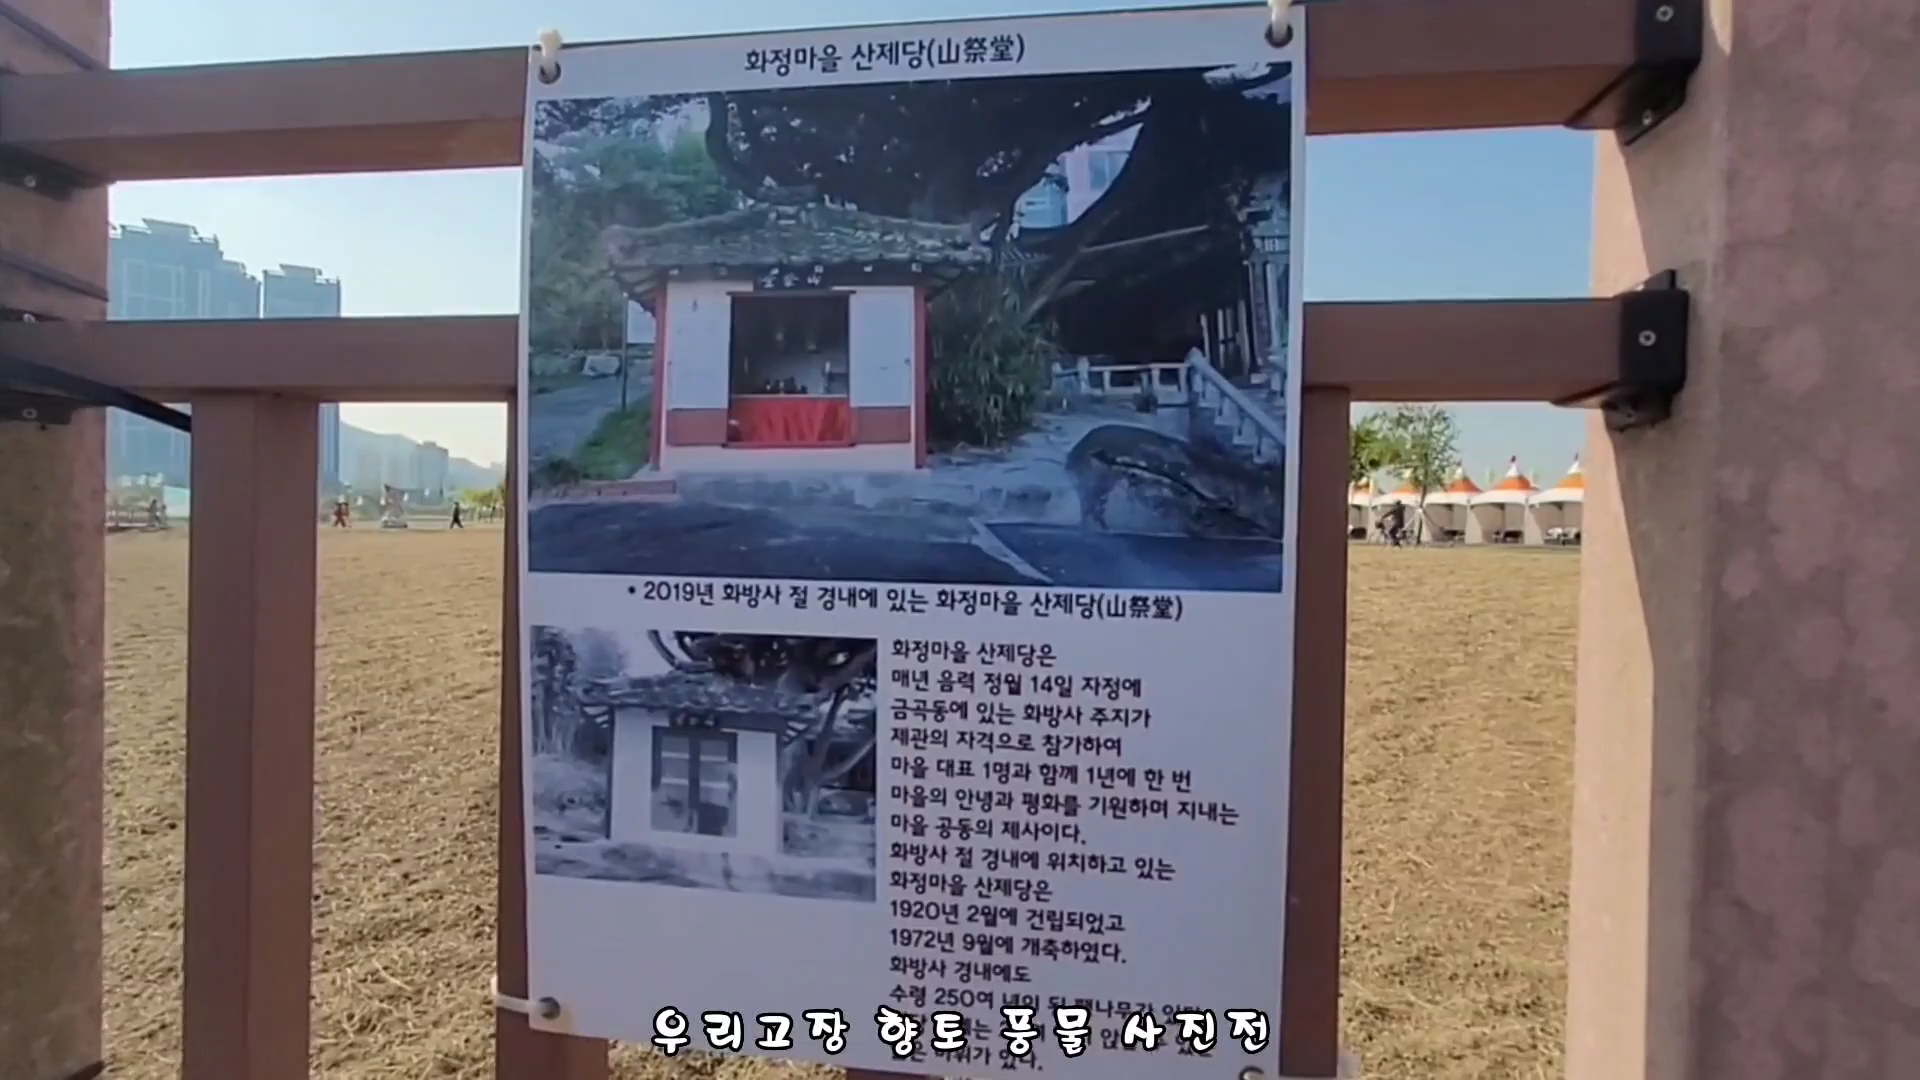 화정마을 산제당(山祭堂)
• 2019년 화방사 절 경내에 있는 화정마을 산제당(山祭堂)
화정마을 산제당은
매년 음력 정월 14일 자정에
금곡동에 있는 화방사 주지가
제관의 자격으로 참가하여
마을 대표 1명과 함께 1년에 한 번
마을의 안녕과 평화를 기원하며 지내는
마을 공동의 제사이다.
화방사 절 경내에 위치하고 있는
화정마을 산제당은
1920년 2월에 건립되었고
1972년 9월에 개축하였다.
화방사 경내에도
수령 250여 년의
바위가 있다.
우리고장 향토 풍물 사진전